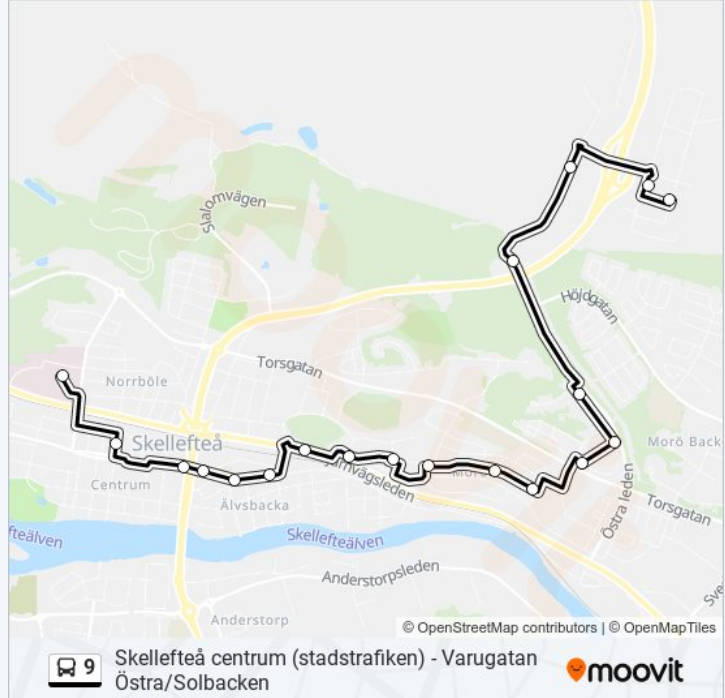 Slalomvägen
Höjdgatan
Torsgatan
Norrböle
Skellefteå
Morö Back
Centrum
Järnvägsleden
Älvsbacka
Torsgatan
Östra leden
Skellefteälven
Anderstorpsleden
Anderstorp
© OpenStreetMap contributors | © OpenMapTiles
9
Skellefteå centrum (stadstrafiken) - Varugatan
Östra/Solbacken
moovit